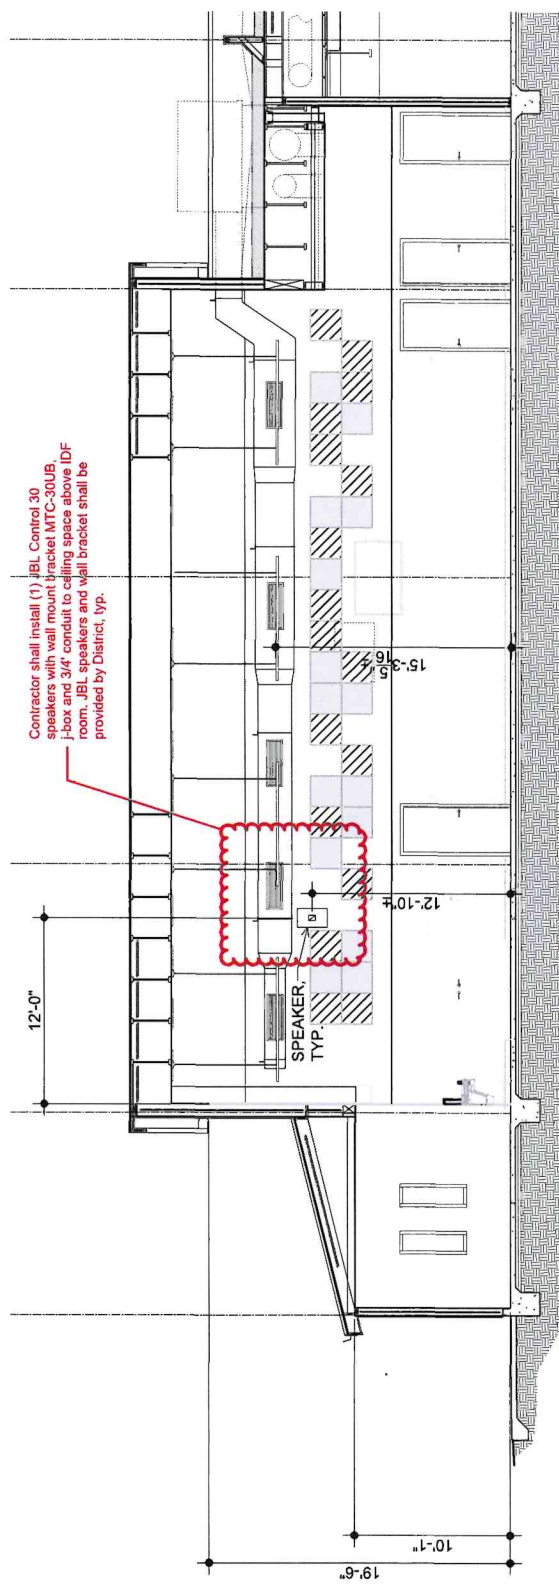 Contractor shall install (1) JBL Control 30
speakers with wall mount bracket MTC-30UB,
j-box and 3/4' conduit to ceiling space above IDF
room. JBL speakers and wall bracket shall be
provided by District, typ.
12'-0"
SPEAKER,
TYP.
15'-3 5/16"±
12'-10"±
10'-1"
19'-6"